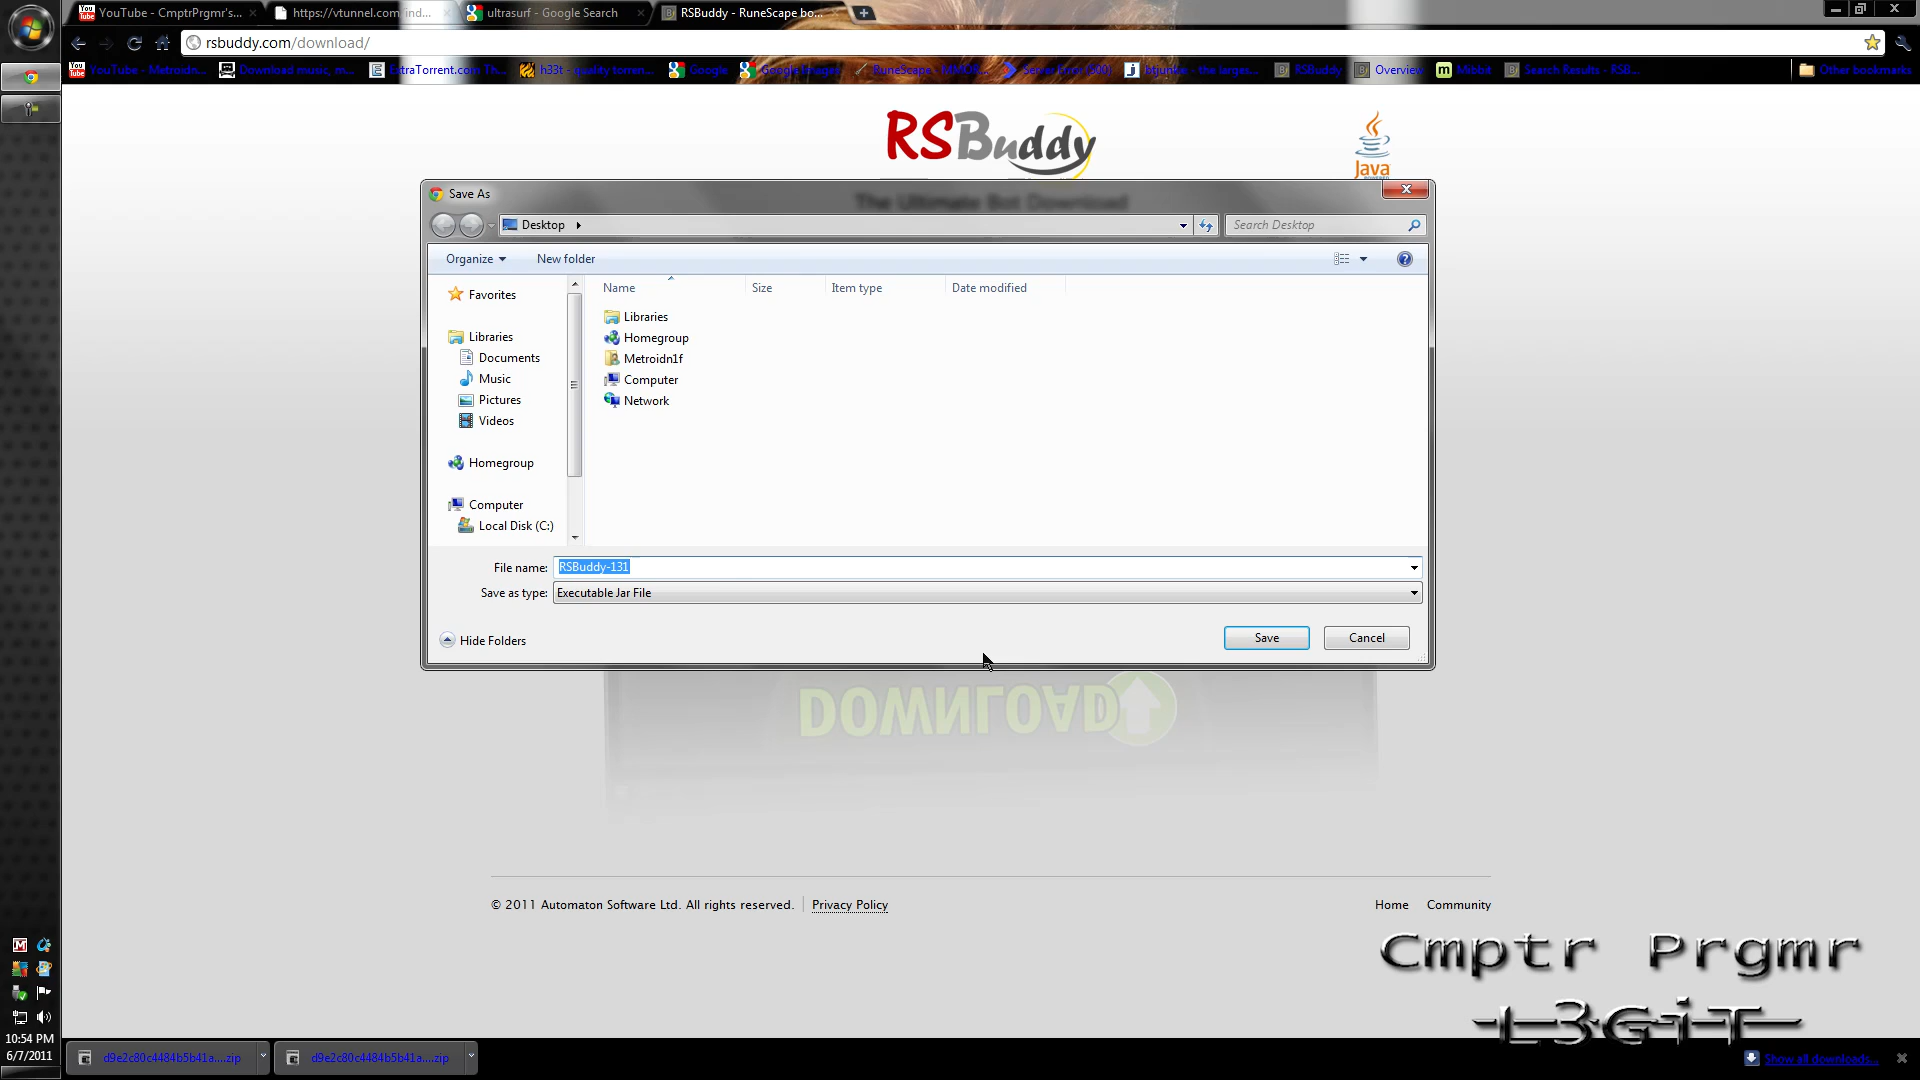 YouTube - CmptrPrgmr's...
https://vtunnel.com/ind...
ultrasurf - Google Search
RSBuddy - RuneScape bo...
rsbuddy.com/download/
YouTube - Metroidn...
Download music, m...
ExtraTorrent.com Th...
h33t - quality torren...
Google
Google Images
RuneScape - MMOR...
Server Error (500)
RSBuddy
Overview
Mibbit
Search Results - RSB...
Other bookmarks
RSBuddy
Java
Save As
The Ultimate Bot Download
Desktop
Search Desktop
Organize
New folder
Name
Size
Item type
Date modified
Favorites
Libraries
Documents
Music
Pictures
Videos
Homegroup
Computer
Local Disk (C:)
Libraries
Homegroup
Metroidn1f
Computer
Network
File name:
RSBuddy-131
Save as type:
Executable Jar File
Hide Folders
Save
Cancel
DOWNLOAD
© 2011 Automaton Software Ltd. All rights reserved.
Privacy Policy
Home
Community
Cmptr Prgmr
L3GiT
10:54 PM
6/7/2011
d9e2c80c4484b5b41a....zip
d9e2c80c4484b5b41a....zip
Show all downloads...